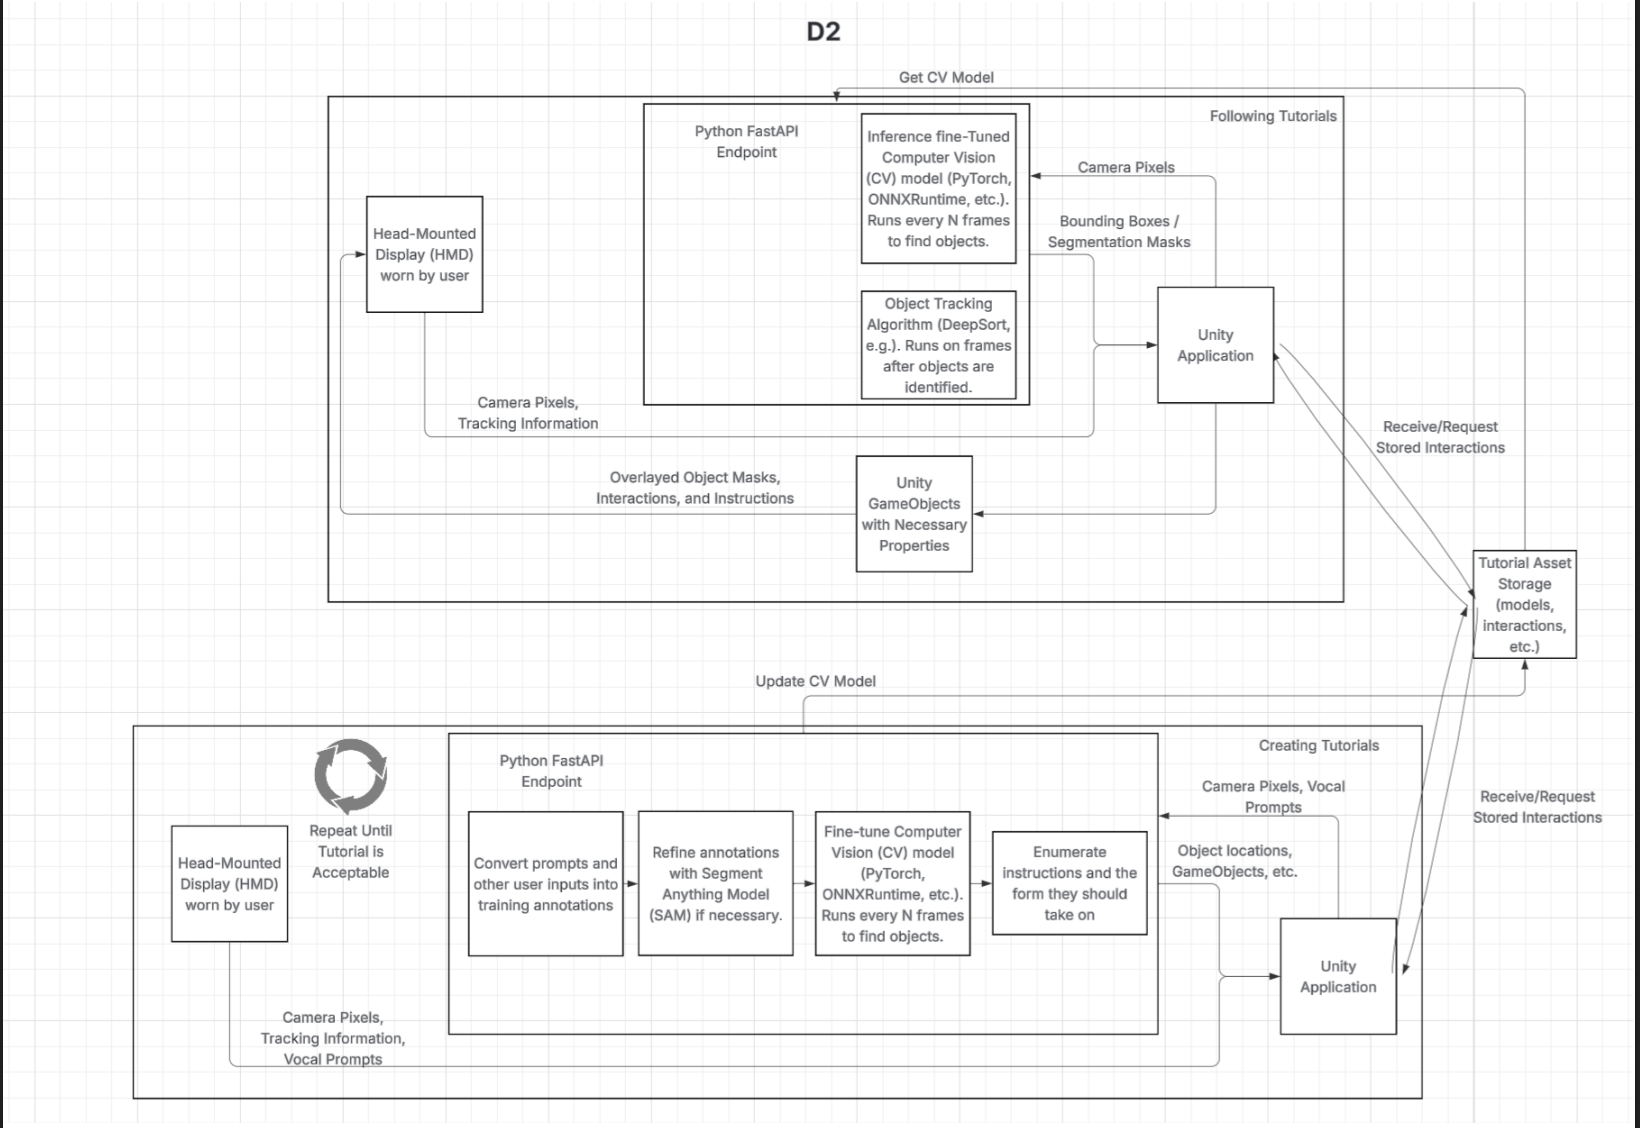 D2
Get CV Model
Following Tutorials
Python FastAPI
Endpoint
Inference fine-Tuned
Computer Vision
(CV) model (PyTorch,
ONNXRuntime, etc.).
Runs every N frames
to find objects.
Camera Pixels
Bounding Boxes /
Segmentation Masks
Head-Mounted
Display (HMD)
worn by user
Object Tracking
Algorithm (DeepSort,
e.g.). Runs on frames
after objects are
identified.
Unity
Application
Camera Pixels,
Tracking Information
Receive/Request
Stored Interactions
Overlayed Object Masks,
Interactions, and Instructions
Unity
GameObjects
with Necessary
Properties
Tutorial Asset
Storage
(models,
interactions,
etc.)
Update CV Model
Creating Tutorials
Python FastAPI
Endpoint
Repeat Until
Tutorial is
Acceptable
Camera Pixels, Vocal
Prompts
Receive/Request
Stored Interactions
Head-Mounted
Display (HMD)
worn by user
Convert prompts and
other user inputs into
training annotations
Refine annotations
with Segment
Anything Model
(SAM) if necessary.
Fine-tune Computer
Vision (CV) model
(PyTorch,
ONNXRuntime, etc.).
Runs every N frames
to find objects.
Enumerate
instructions and the
form they should
take on
Object locations,
GameObjects, etc.
Unity
Application
Camera Pixels,
Tracking Information,
Vocal Prompts